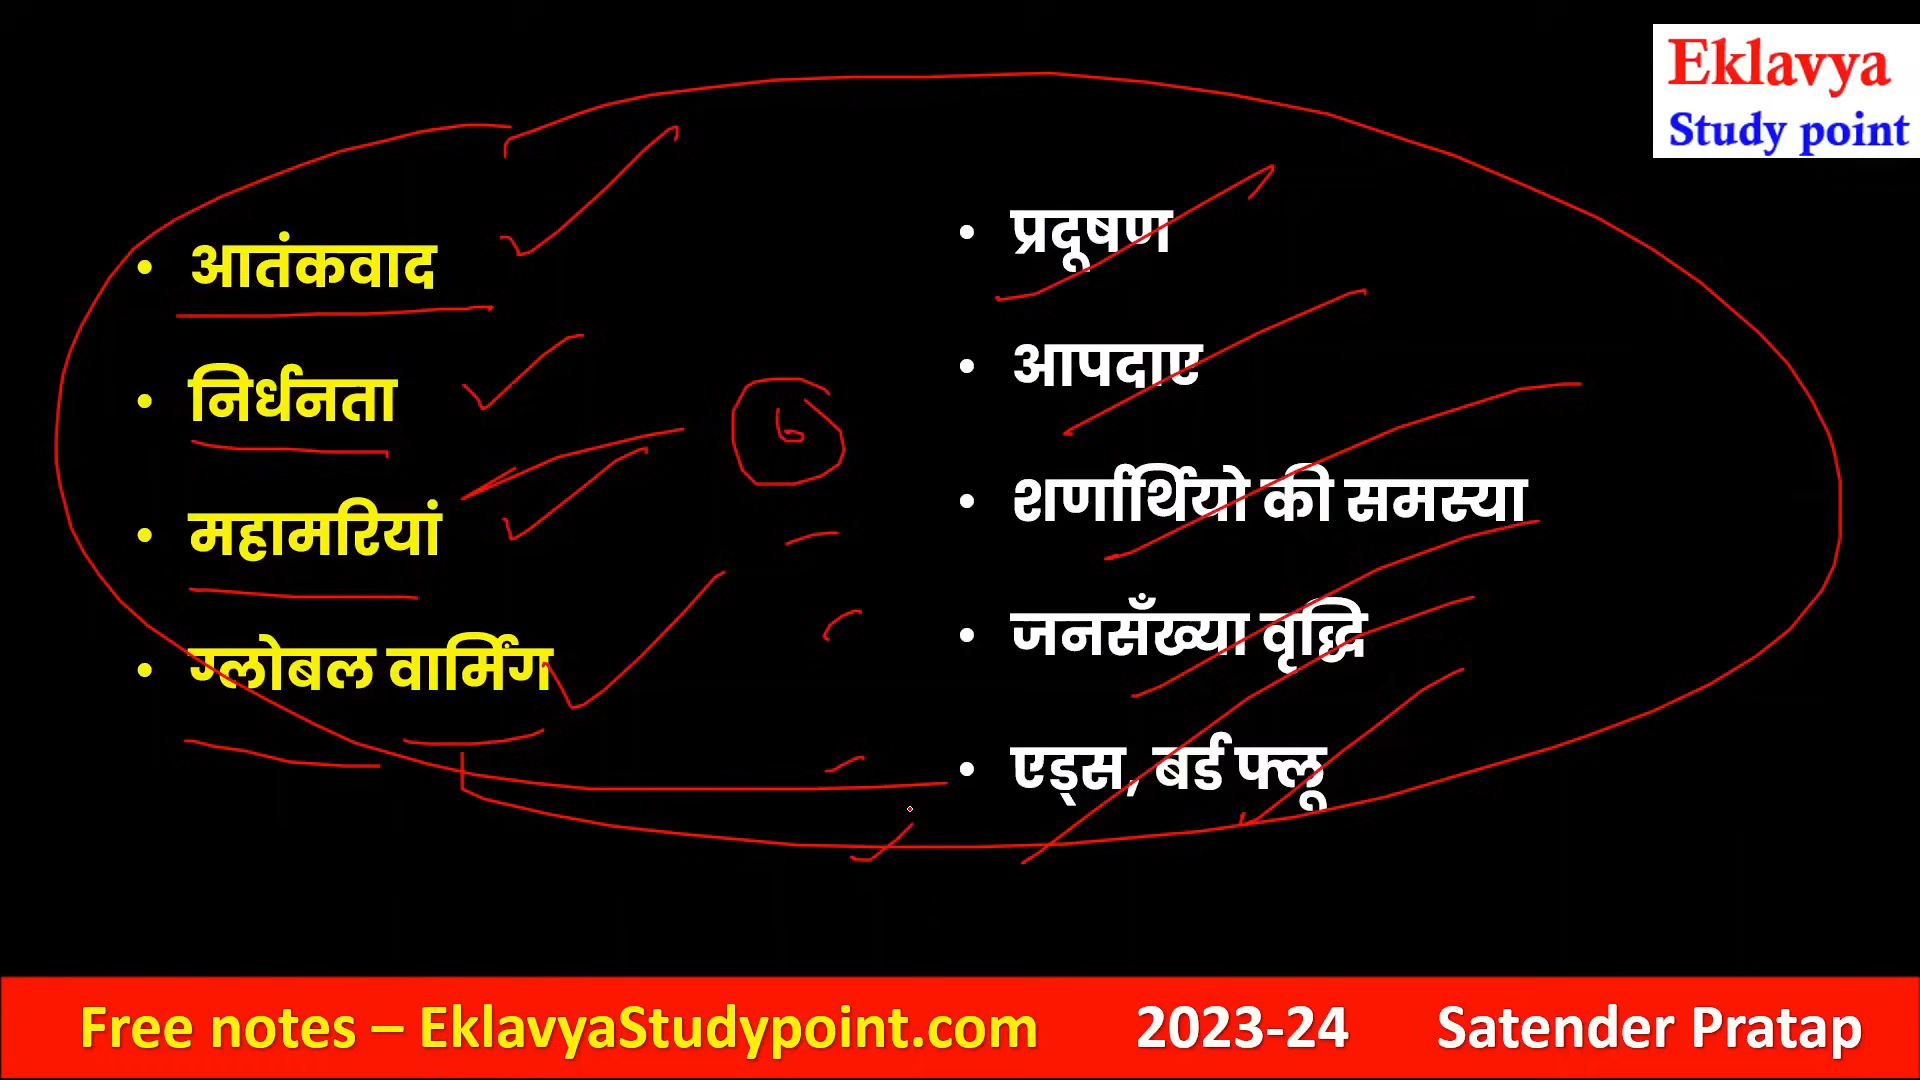 Eklavya
Study point
• आतंकवाद
• निर्धनता
• महामरियां
• ग्लोबल वार्मिंग
• प्रदूषण
• आपदाए
• शर्णार्थियो की समस्या
• जनसँख्या वृद्धि
• एड्स, बर्ड फ्लू
Free notes – EklavyaStudypoint.com 2023-24 Satender Pratap